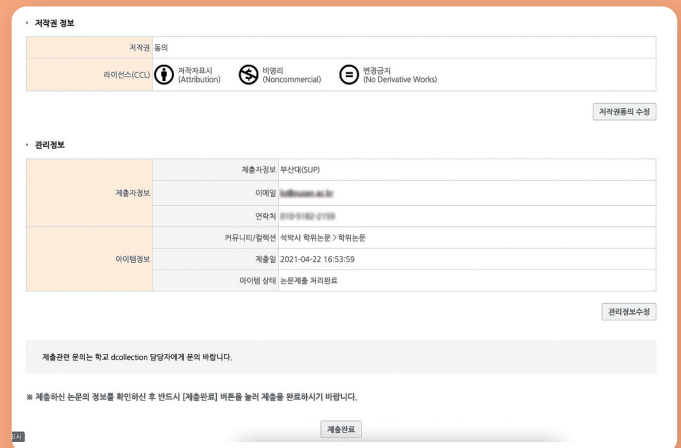 · 저작권 정보
저작권 동의
라이선스(CCL) 저작자표시 (Attribution) 비영리 (Noncommercial) 변경금지 (No Derivative Works)
저작권동의 수정
· 관리정보
제출자정보
제출자정보 부산대(SUP)
이메일
연락처
아이템정보
커뮤니티/컬렉션 석박사 학위논문 > 학위논문
제출일 2021-04-22 16:53:59
아이템 상태 논문제출 처리완료
관리정보수정
제출관련 문의는 학교 dcollection 담당자에게 문의 바랍니다.
※ 제출하신 논문의 정보를 확인하신 후 반드시 [제출완료] 버튼을 눌러 제출을 완료하시기 바랍니다.
제출완료